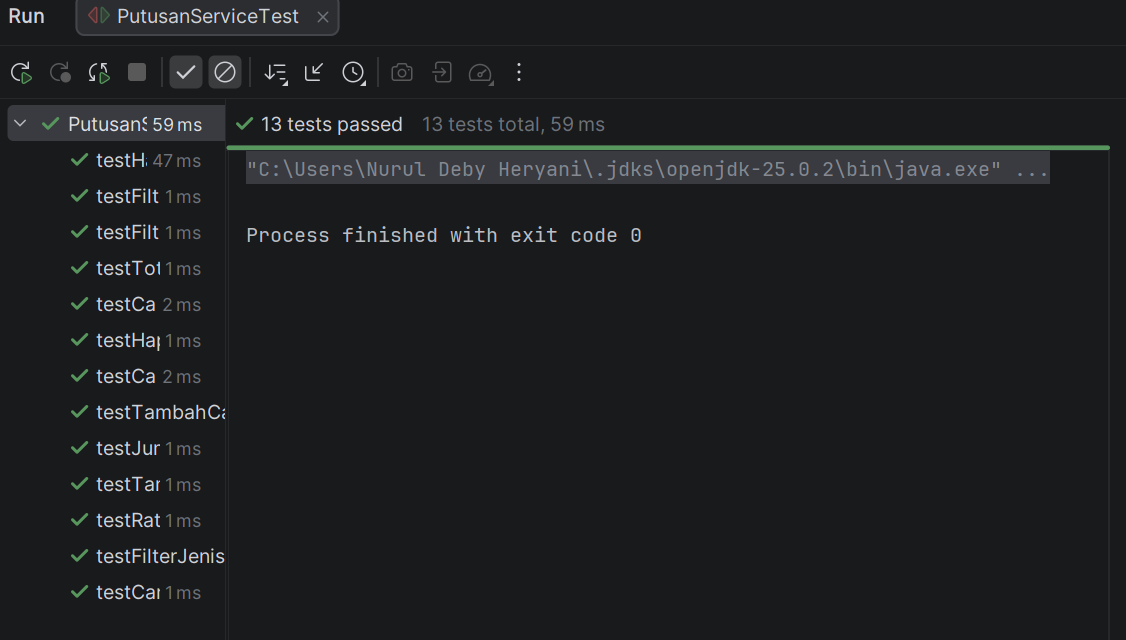 Run PutusanServiceTest
PutusanS 59 ms
13 tests passed 13 tests total, 59 ms
testHa 47 ms
"C:\Users\Nurul Deby Heryani\.jdks\openjdk-25.0.2\bin\java.exe" ...
testFilt 1 ms
testFilt 1 ms
Process finished with exit code 0
testTot 1 ms
testCa 2 ms
testHap 1 ms
testCa 2 ms
testTambahCa
testJur 1 ms
testTar 1 ms
testRat 1 ms
testFilterJenis
testCar 1 ms